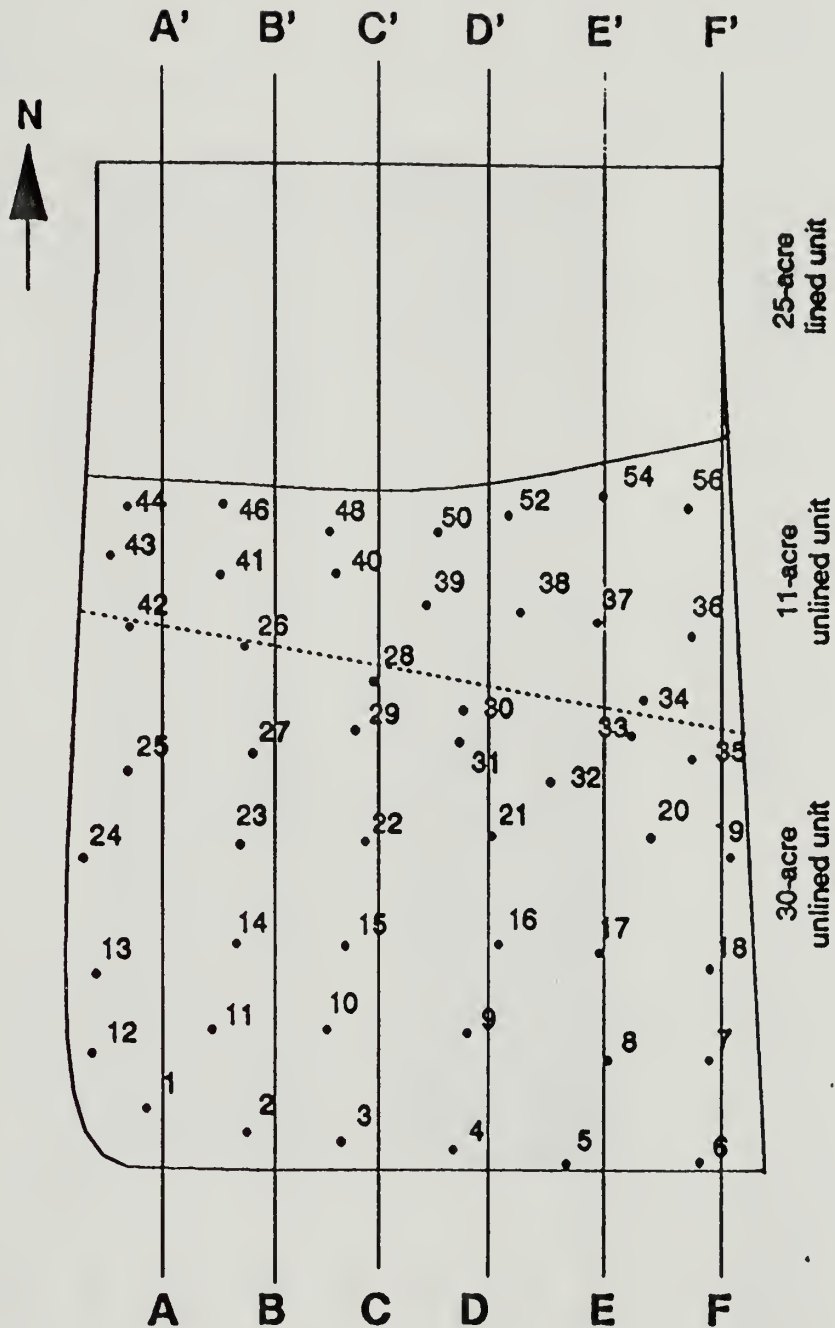 A' B' C' D' E' F'
N
25-acre
lined unit
44 46 48 50 52 54 56
43 41 40 39 38 37 36
11-acre
unlined unit
42 26 28 34
25 27 29 30 33 35
31 32
24 23 22 21 20 19
30-acre
unlined unit
13 14 15 16 17 18
12 11 10 9 8 7
1 2 3 4 5 6
A B C D E F